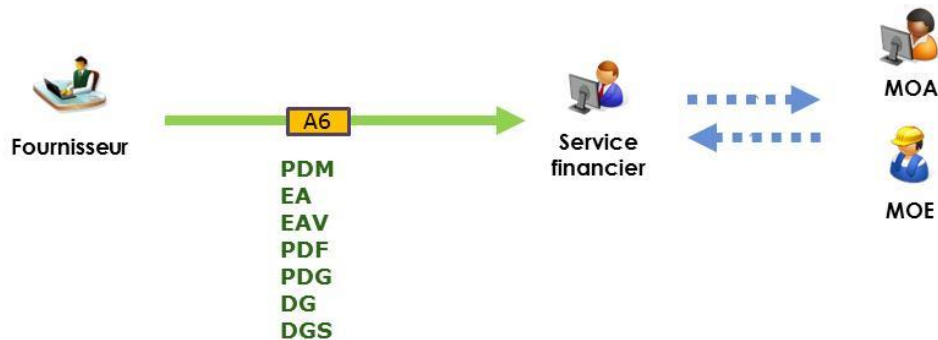 Fournisseur
A6
PDM
EA
EAV
PDF
PDG
DG
DGS
Service
financier
MOA
MOE